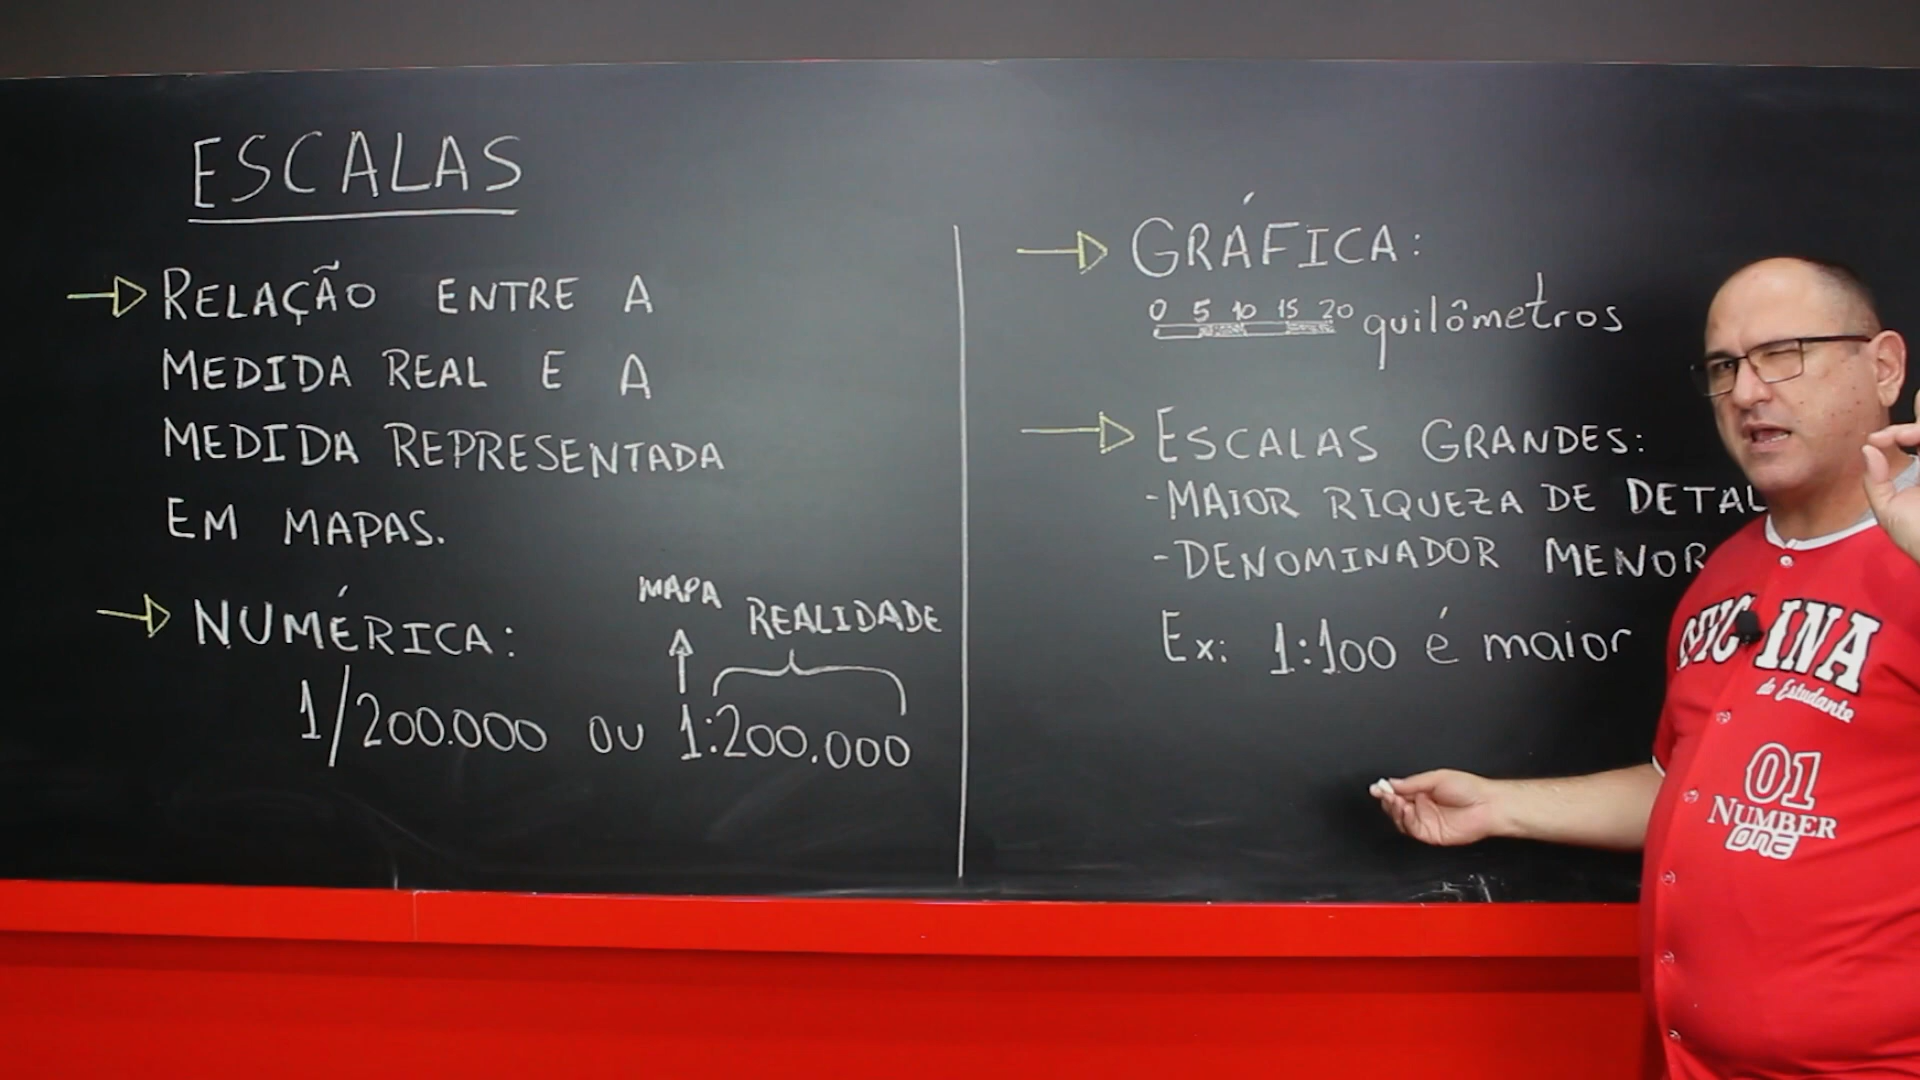 ESCALAS
RELAÇÃO ENTRE A
MEDIDA REAL E A
MEDIDA REPRESENTADA
EM MAPAS.
NUMÉRICA:
MAPA
REALIDADE
1/200.000 OU 1:200.000
GRÁFICA:
0 5 10 15 20
quilômetros
ESCALAS GRANDES:
-MAIOR RIQUEZA DE DETAL
-DENOMINADOR MENOR
Ex: 1:100 é maior
INA
do Estudante
01
NUMBER
one